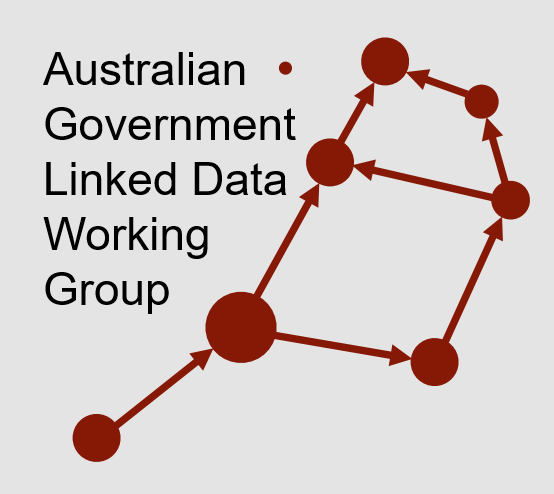 Australian
Government
Linked Data
Working
Group